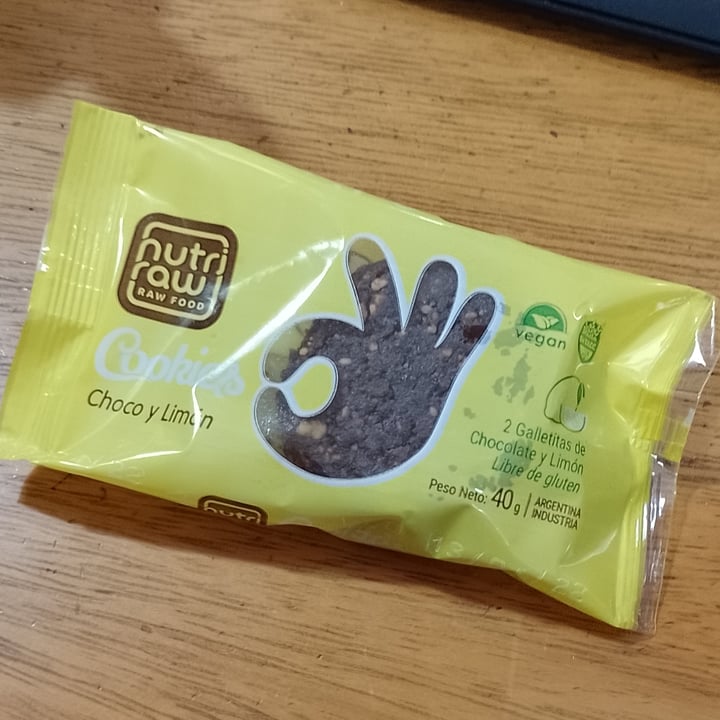 nutri
raw
RAW FOOD
Cookies
Choco y Limón
vegan
2 Galletitas de
Chocolate y Limón
Libre de gluten
Peso Neto: 40g
ARGENTINA
INDUSTRIA
nutri